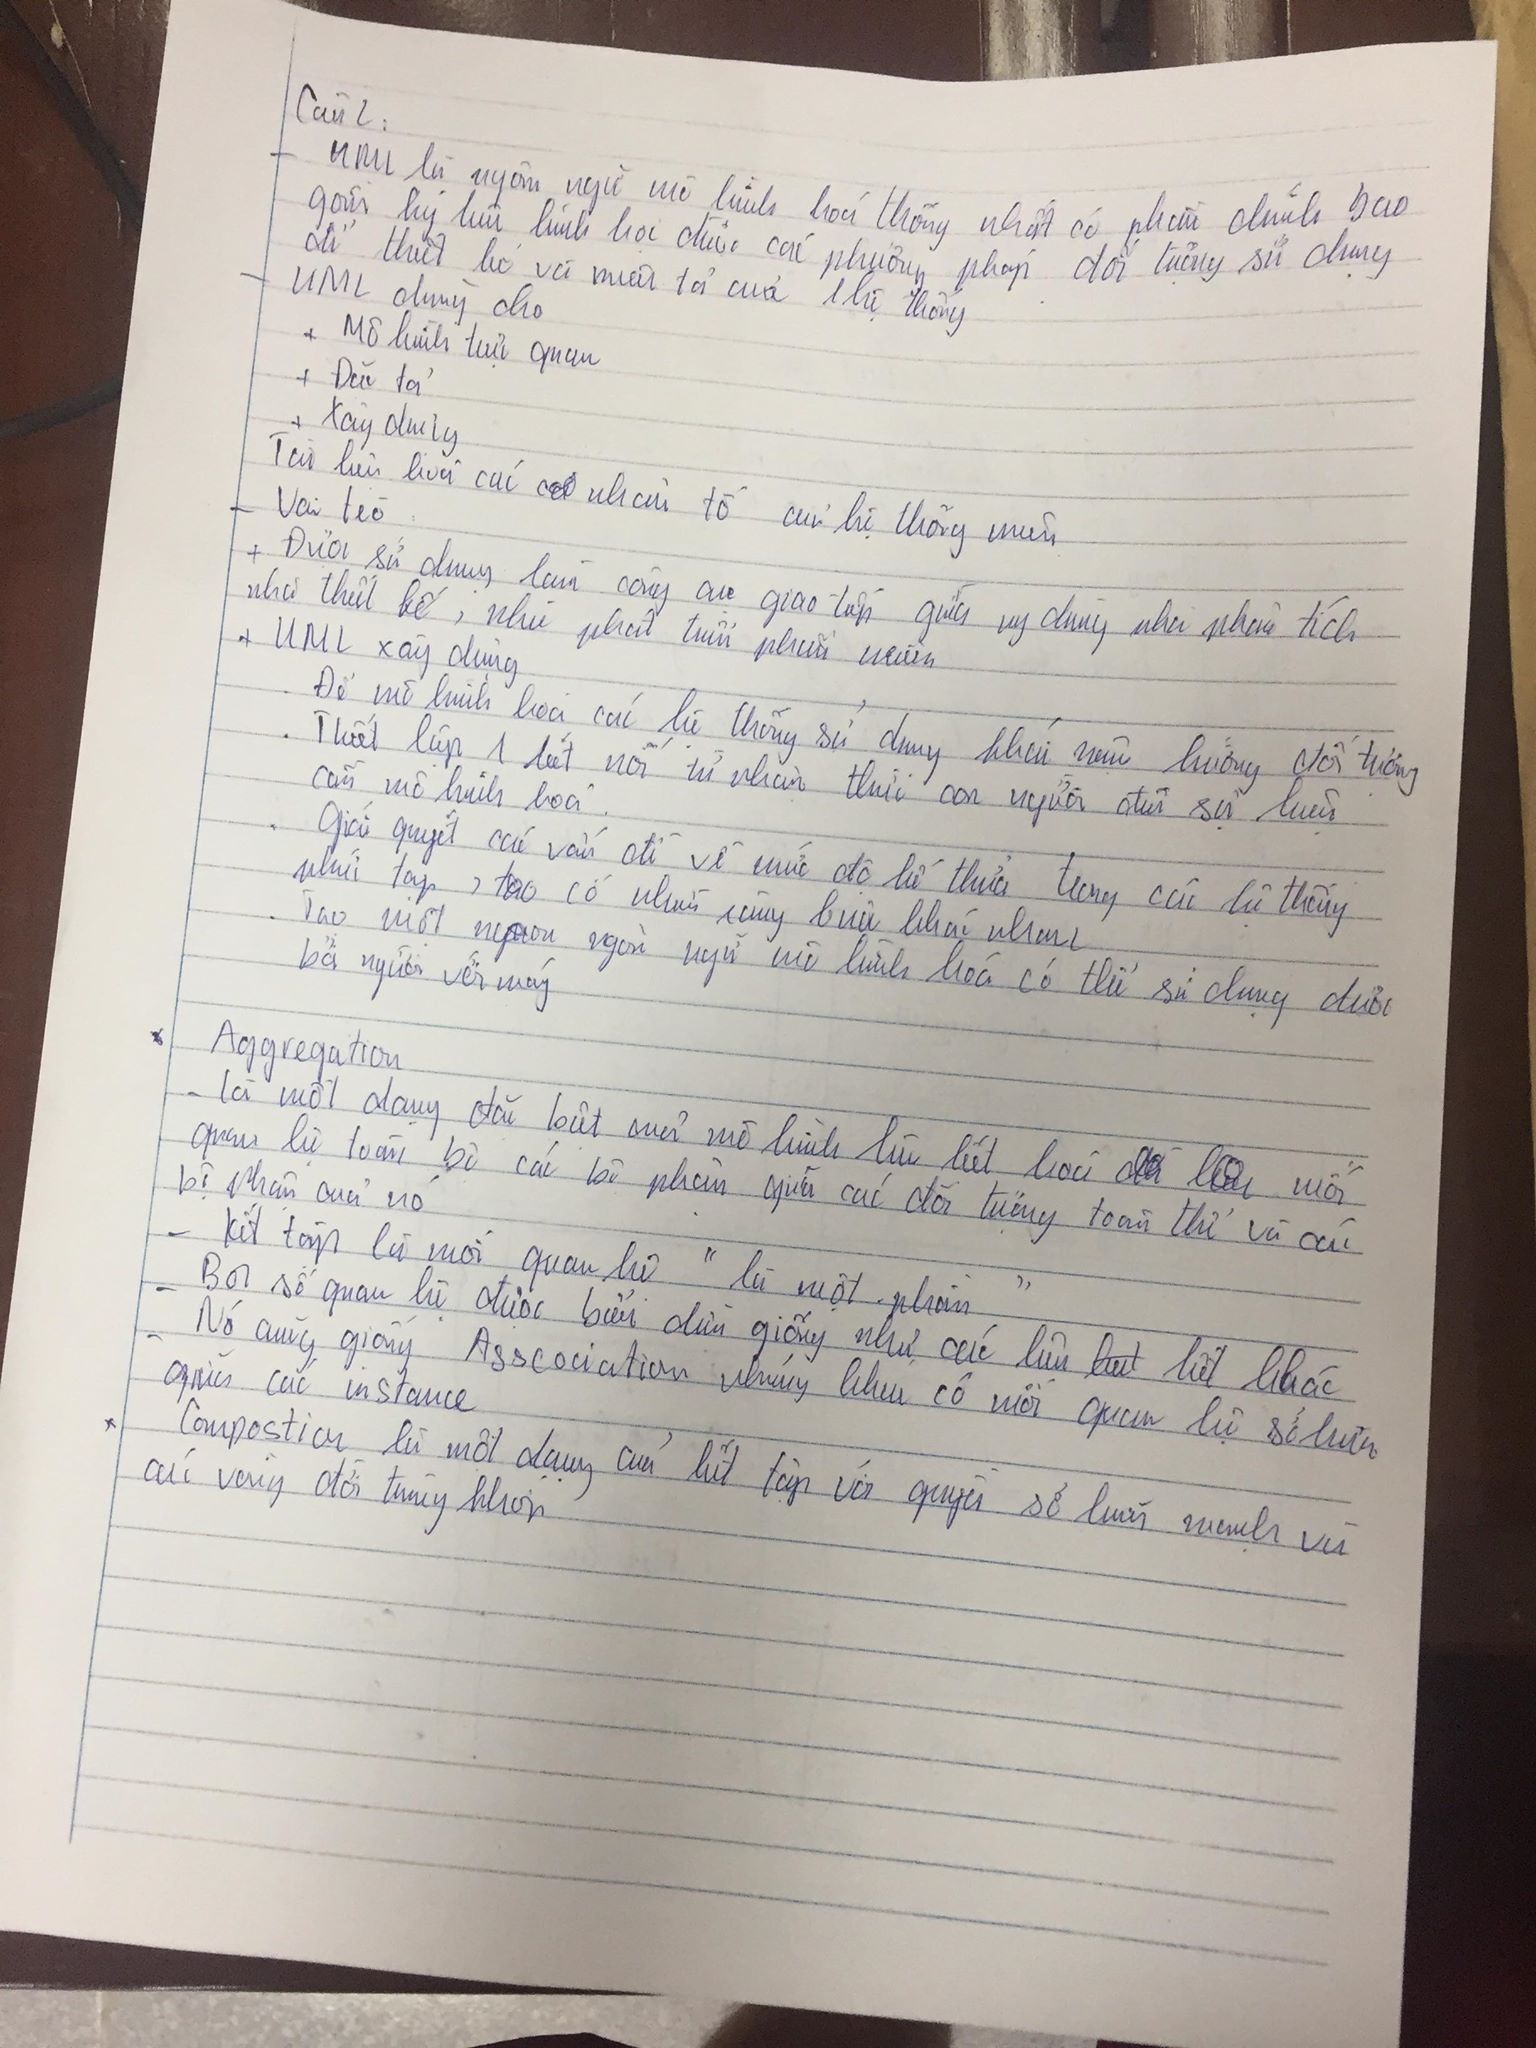 Câu 2:
- UML là ngôn ngữ mô hình hoá thống nhất có phần chính bao
gồm ký hiệu hình học được các phương pháp đối tượng sử dụng
để thiết kế và miêu tả của 1 hệ thống
- UML dùng cho
+ Mô hình trực quan
+ Đặc tả
+ Xây dựng
Tài liệu hoá các nhân tố của hệ thống mềm
- Vai trò
+ Được sử dụng làm công cụ giao tiếp giữa ng dùng nhà phân tích
nhà thiết kế, nhà phát triển phần mềm
+ UML xây dựng
. Để mô hình hoá các hệ thống sử dụng khái niệm hướng đối tượng
. Thiết lập 1 kết nối từ nhận thức con người đến sự kiện
cần mô hình hoá.
. Giải quyết các vấn đề về mức độ kế thừa trong các hệ thống
phức tạp, có nhiều ràng buộc khác nhau
. Tạo một ngôn ngữ mô hình hoá có thể sử dụng được
bởi người với máy
* Aggregation
- Là một dạng đặc biệt của mô hình liên kết hoá mối
quan hệ toàn bộ các bộ phận giữa các đối tượng toàn thể và các
bộ phận của nó
- Kết tập là mối quan hệ " là một phần "
- Bội số quan hệ được biểu diễn giống như các liên kết khác
- Nó cũng giống Asscociation nhưng khác có mối quan hệ sở hữu
giữa các instance
* Compostion là một dạng của kết tập với quyền sở hữu mạnh và
các vòng đời trùng khớp